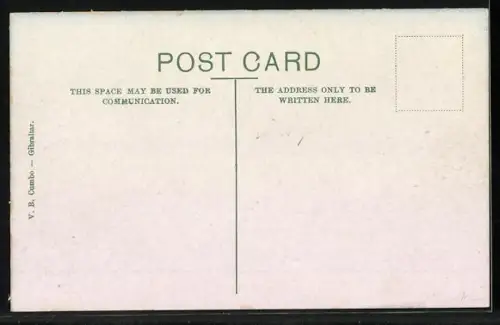 POST CARD
THIS SPACE MAY BE USED FOR
COMMUNICATION.
THE ADDRESS ONLY TO BE
WRITTEN HERE.
V. B. Cumbo. — Gibraltar.